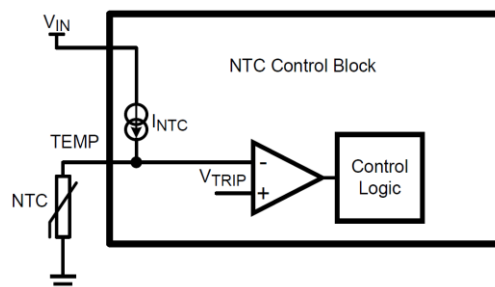 VIN
NTC Control Block
INTC
TEMP
VTRIP
-
+
Control
Logic
NTC